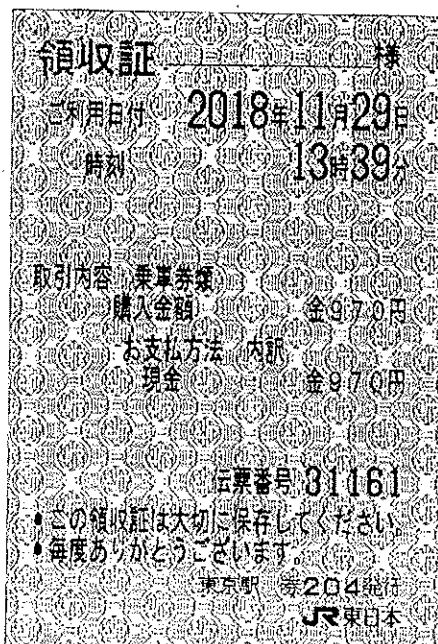 領収証 様
ご利用日付 2018年11月29日
時刻 13時39分
取引内容 乗車券類
購入金額 金970円
お支払方法 内訳
現金 金970円
伝票番号 31161
• この領収証は大切に保存してください。
• 毎度ありがとうございます。
東京駅 券204発行
JR東日本